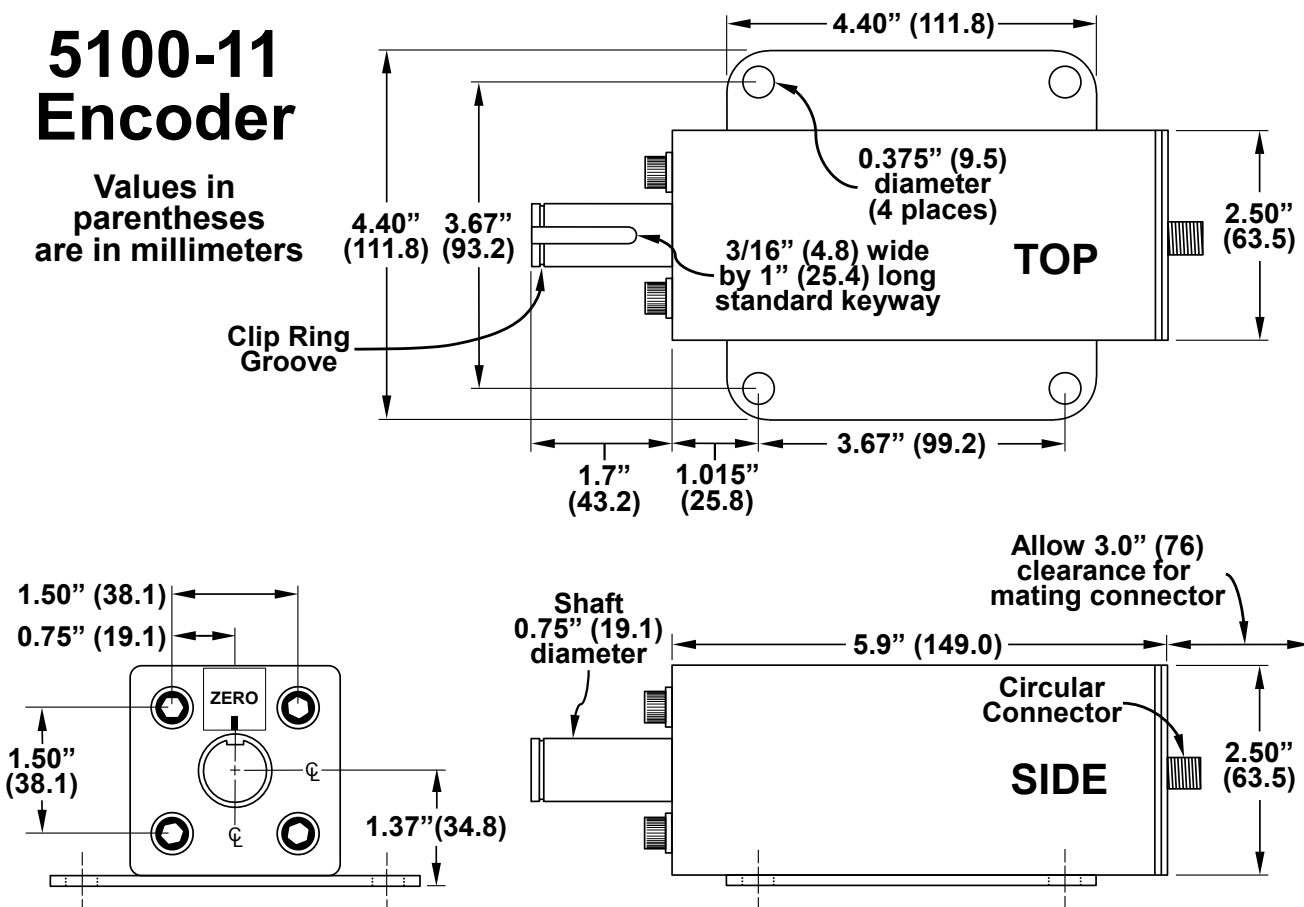 5100-11
Encoder
Values in
parentheses
are in millimeters
4.40” (111.8)
4.40”
(111.8)
3.67”
(93.2)
0.375” (9.5)
diameter
(4 places)
3/16” (4.8) wide
by 1” (25.4) long
standard keyway
TOP
2.50”
(63.5)
Clip Ring
Groove
3.67” (99.2)
1.7”
(43.2)
1.015”
(25.8)
1.50” (38.1)
0.75” (19.1)
ZERO
1.50”
(38.1)
℄
℄
1.37”(34.8)
Shaft
0.75” (19.1)
diameter
5.9” (149.0)
Allow 3.0” (76)
clearance for
mating connector
Circular
Connector
SIDE
2.50”
(63.5)